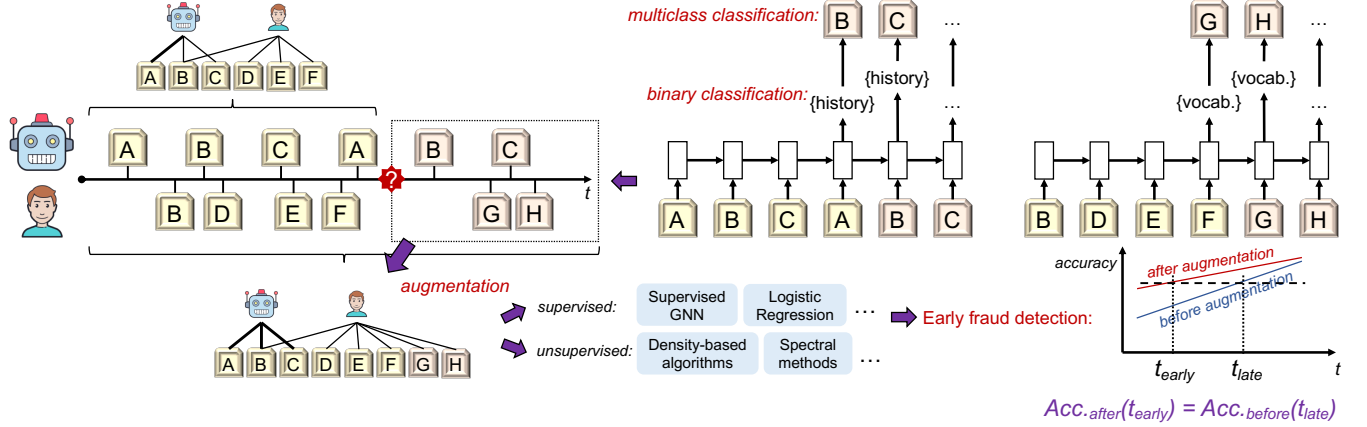 A B C D E F
A B C A B C
?
t
B D E F G H
augmentation
A B C D E F G H
multiclass classification: B C ...
{history}
binary classification: {history} ...
A B C A B C
G H ...
{vocab.}
{vocab.} ...
B D E F G H
supervised: Supervised GNN Logistic Regression ...
unsupervised: Density-based algorithms Spectral methods ...
Early fraud detection:
accuracy
after augmentation
before augmentation
t_early t_late t
Acc._after(t_early) = Acc._before(t_late)